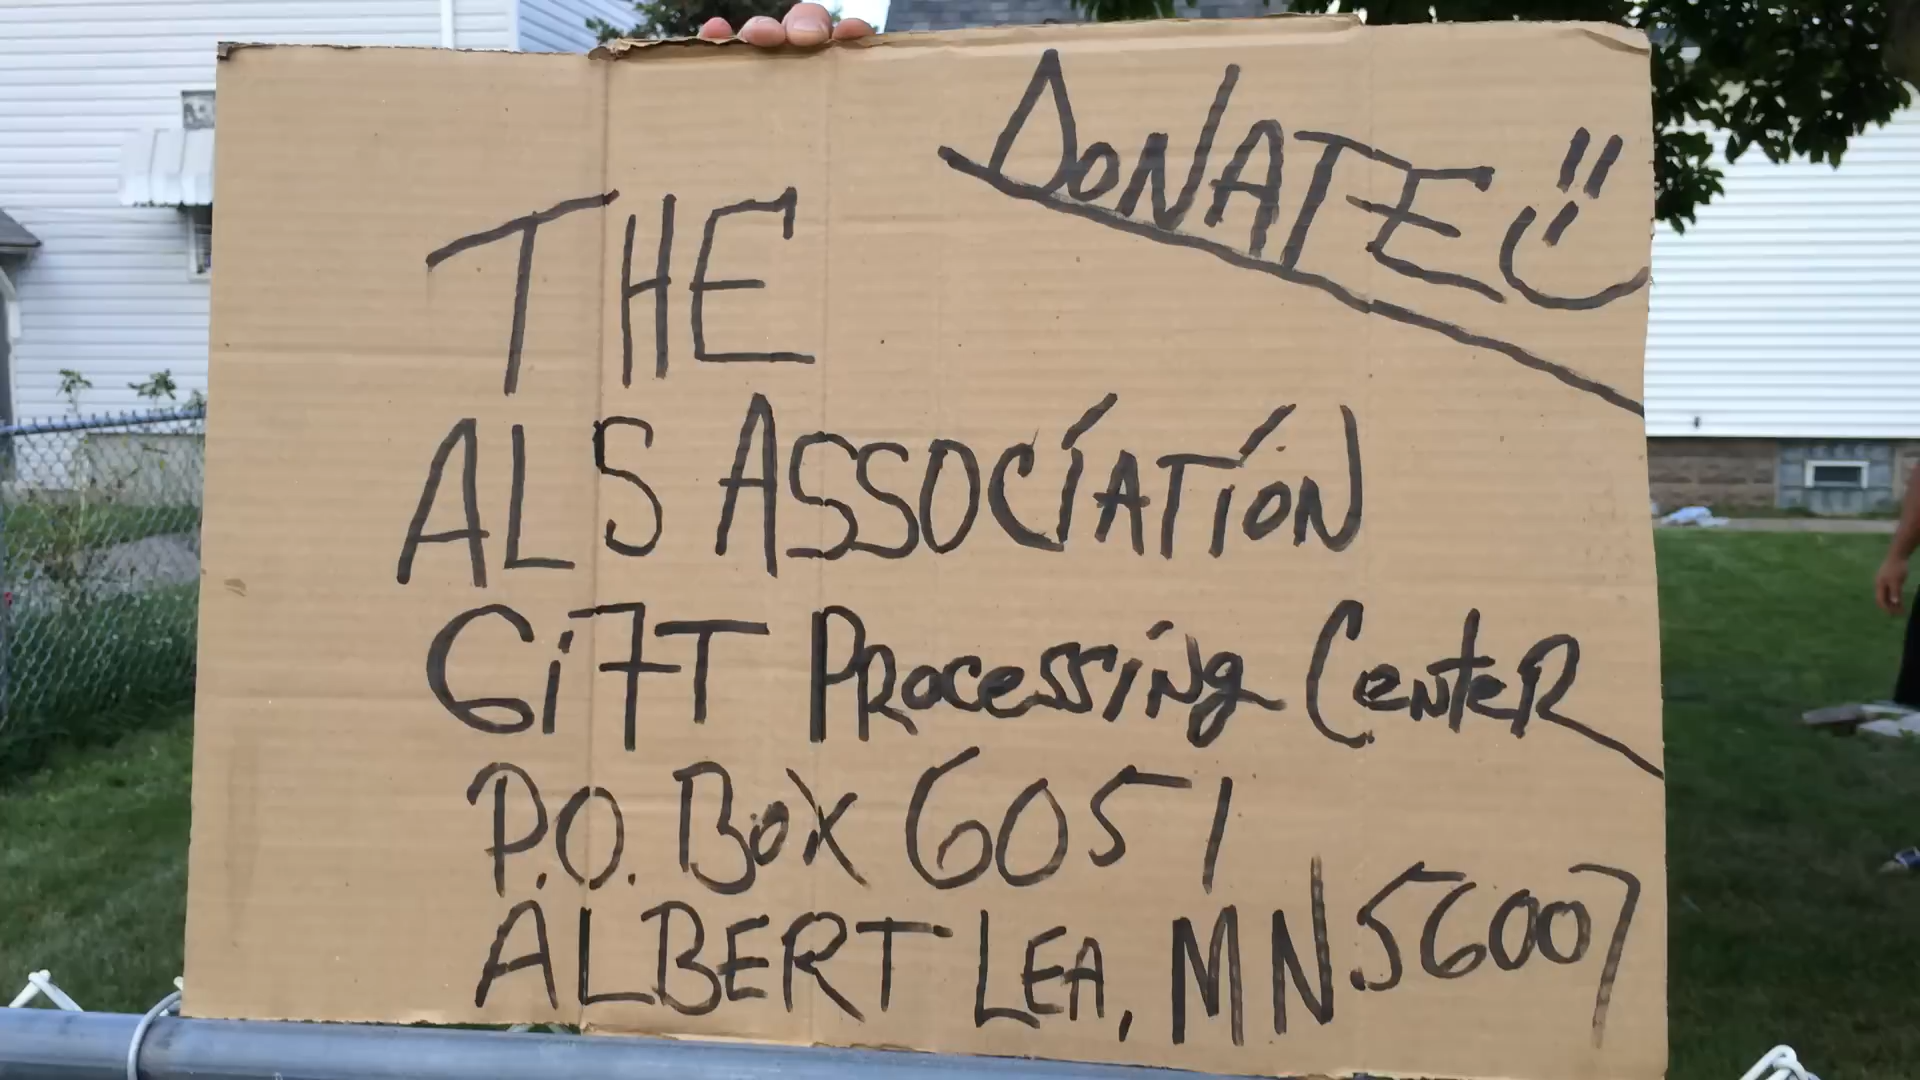 DONATE
THE
ALS ASSOCIATION
GIFT PROCESSING CENTER
P.O. BOX 6051
ALBERT LEA, MN 56007